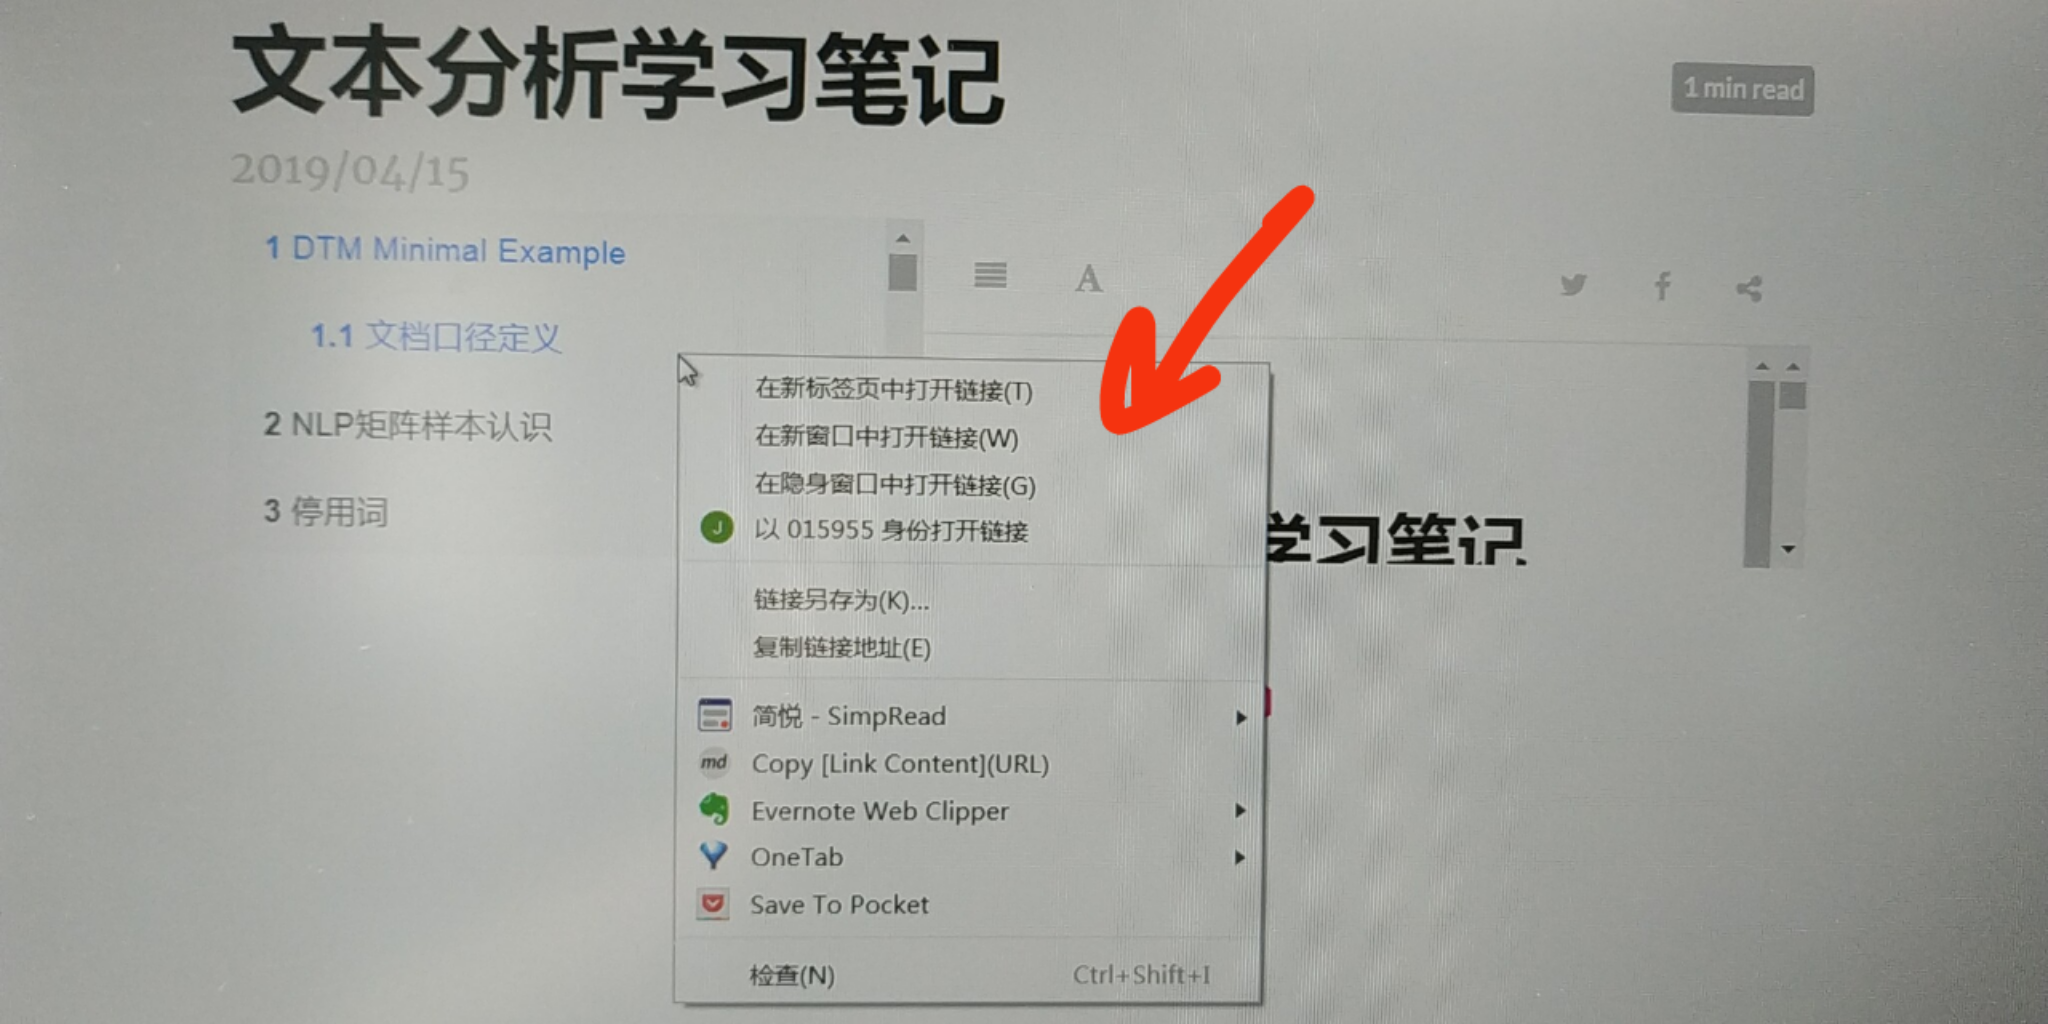 文本分析学习笔记
1 min read
2019/04/15
1 DTM Minimal Example
A
1.1 文档口径定义
2 NLP矩阵样本认识
3 停用词
在新标签页中打开链接(T)
在新窗口中打开链接(W)
在隐身窗口中打开链接(G)
J 以 015955 身份打开链接
学习笔记
链接另存为(K)...
复制链接地址(E)
简悦 - SimpRead
md Copy [Link Content](URL)
Evernote Web Clipper
OneTab
Save To Pocket
检查(N) Ctrl+Shift+I